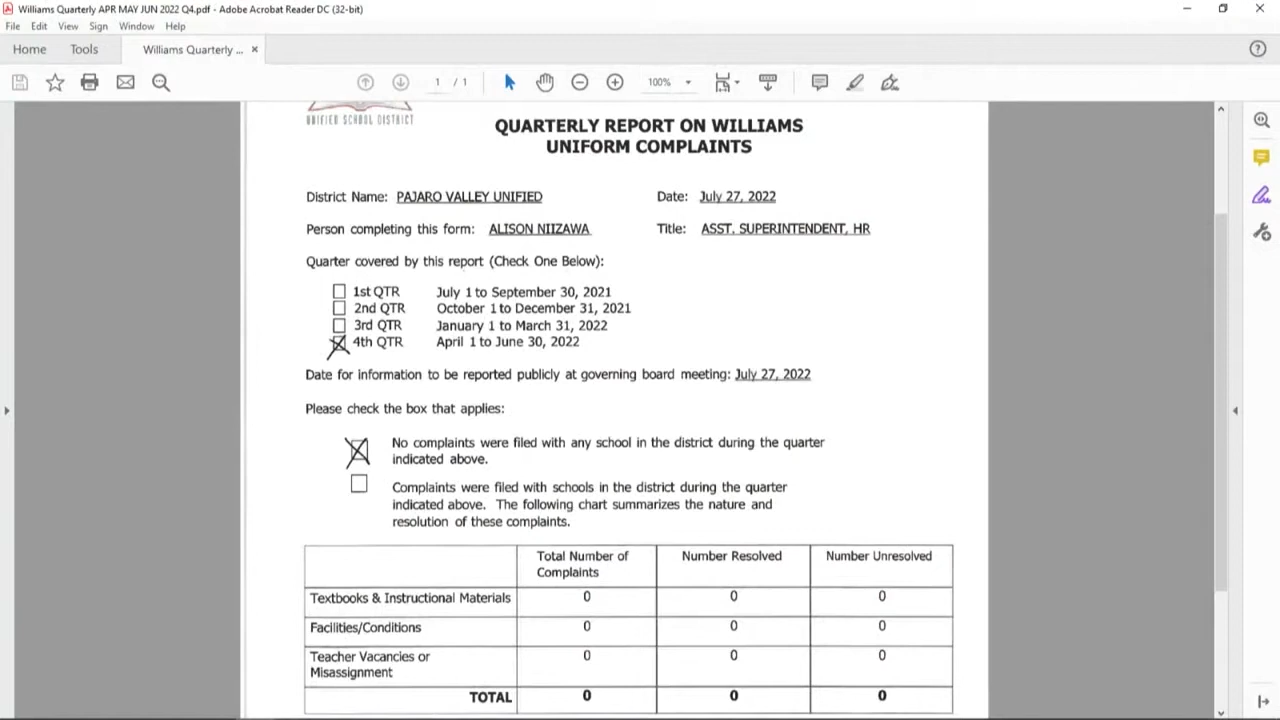 Williams Quarterly APR MAY JUN 2022 Q4.pdf - Adobe Acrobat Reader DC (32-bit)
File Edit View Sign Window Help
Home Tools Williams Quarterly ... ×
1 / 1 100%
UNIFIED SCHOOL DISTRICT
QUARTERLY REPORT ON WILLIAMS
UNIFORM COMPLAINTS
District Name: PAJARO VALLEY UNIFIED Date: July 27, 2022
Person completing this form: ALISON NIIZAWA Title: ASST. SUPERINTENDENT, HR
Quarter covered by this report (Check One Below):
1st QTR July 1 to September 30, 2021
2nd QTR October 1 to December 31, 2021
3rd QTR January 1 to March 31, 2022
4th QTR April 1 to June 30, 2022
Date for information to be reported publicly at governing board meeting: July 27, 2022
Please check the box that applies:
No complaints were filed with any school in the district during the quarter
indicated above.
Complaints were filed with schools in the district during the quarter
indicated above. The following chart summarizes the nature and
resolution of these complaints.
Total Number of Number Resolved Number Unresolved
Complaints
Textbooks & Instructional Materials 0 0 0
Facilities/Conditions 0 0 0
Teacher Vacancies or 0 0 0
Misassignment
TOTAL 0 0 0